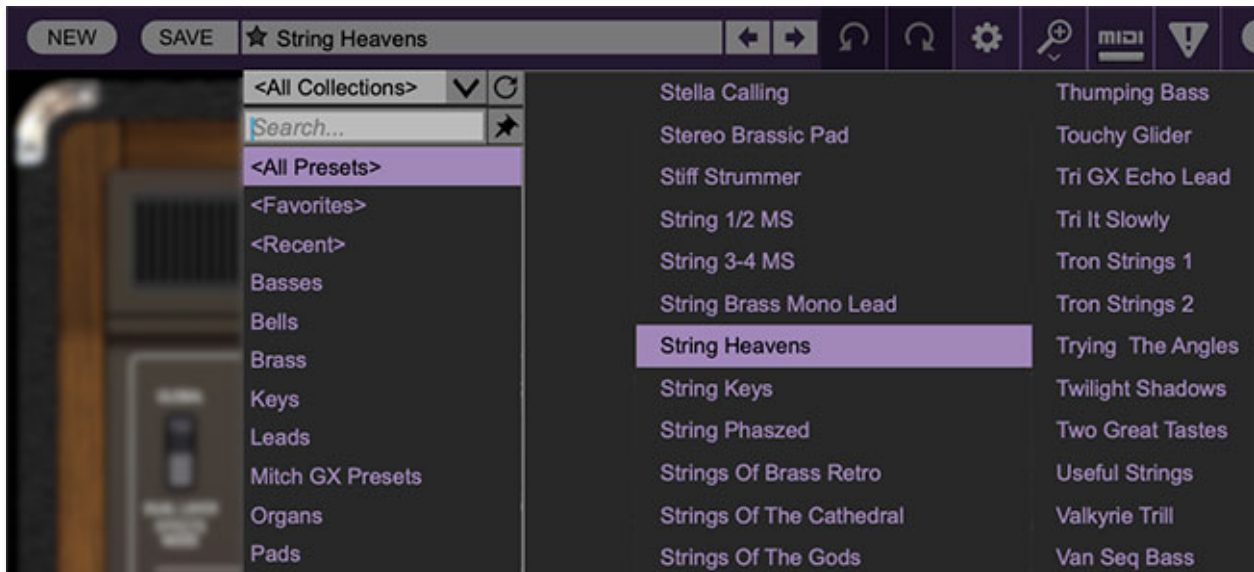 NEW
SAVE
String Heavens
MIDI
<All Collections>
Search...
<All Presets>
<Favorites>
<Recent>
Basses
Bells
Brass
Keys
Leads
Mitch GX Presets
Organs
Pads
Stella Calling
Stereo Brassic Pad
Stiff Strummer
String 1/2 MS
String 3-4 MS
String Brass Mono Lead
String Heavens
String Keys
String Phaszed
Strings Of Brass Retro
Strings Of The Cathedral
Strings Of The Gods
Thumping Bass
Touchy Glider
Tri GX Echo Lead
Tri It Slowly
Tron Strings 1
Tron Strings 2
Trying  The Angles
Twilight Shadows
Two Great Tastes
Useful Strings
Valkyrie Trill
Van Seq Bass